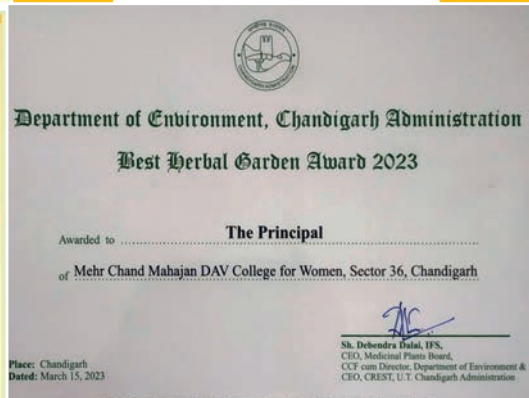 CHANDIGARH ADMINISTRATION
Department of Environment, Chandigarh Administration
Best Herbal Garden Award 2023
Awarded to The Principal
of Mehr Chand Mahajan DAV College for Women, Sector 36, Chandigarh
Sh. Debendra Dalai, IFS,
CEO, Medicinal Plants Board,
CCF cum Director, Department of Environment &
CEO, CREST, U.T. Chandigarh Administration
Place: Chandigarh
Dated: March 15, 2023